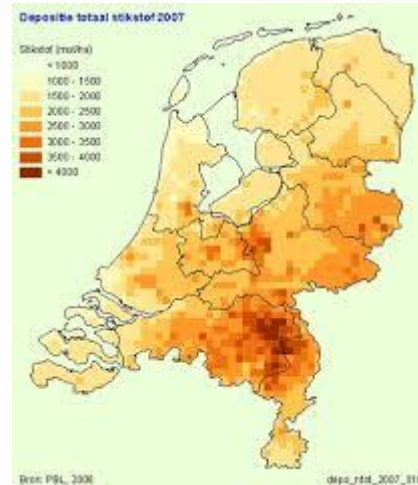 Depositie totaal stikstof 2007
Stikstof (mol/ha)
< 1000
1000 - 1500
1500 - 2000
2000 - 2500
2500 - 3000
3000 - 3500
3500 - 4000
> 4000
Bron: PBL, 2008